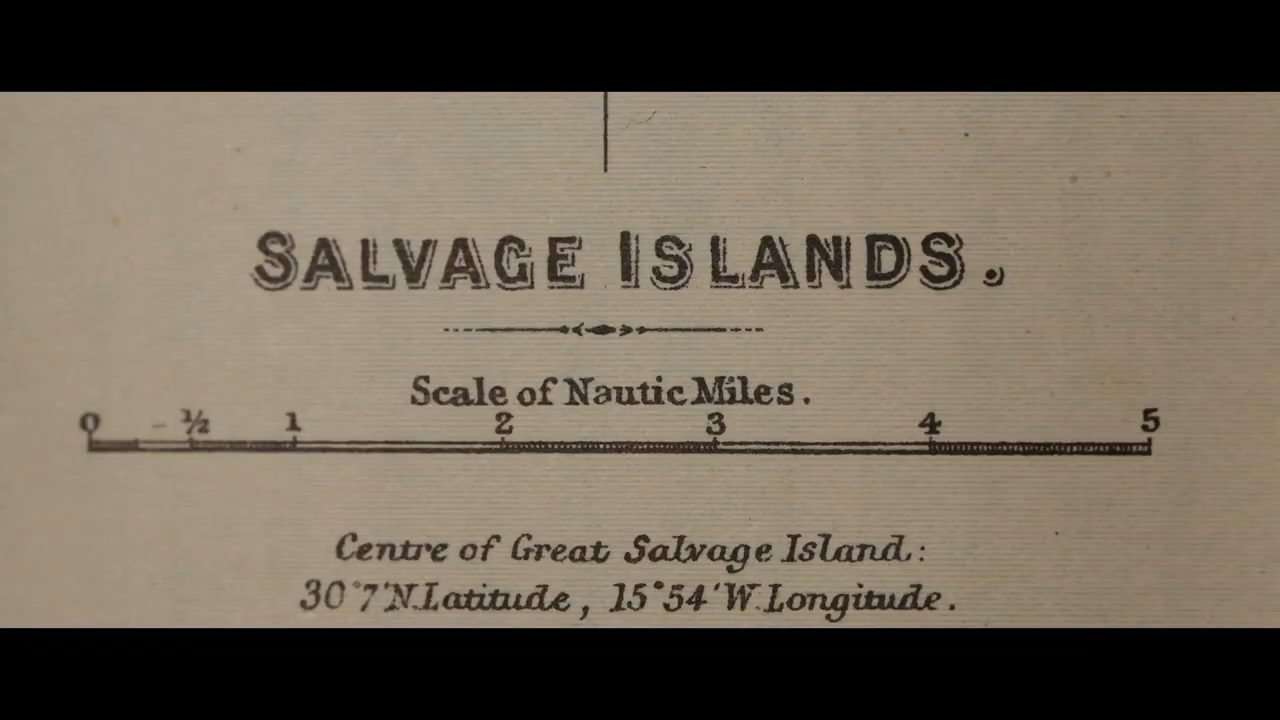 SALVAGE ISLANDS.
Scale of Nautic Miles.
0 ½ 1 2 3 4 5
Centre of Great Salvage Island:
30°7'N.Latitude, 15°54'W.Longitude.